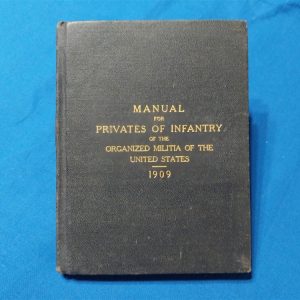 MANUAL
FOR
PRIVATES OF INFANTRY
OF THE
ORGANIZED MILITIA OF THE
UNITED STATES
1909